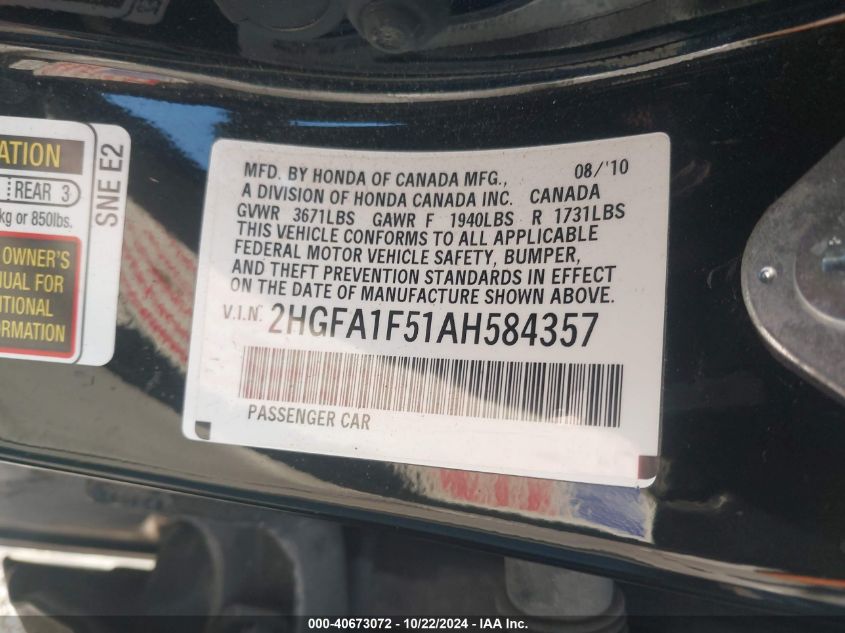 ATION
REAR 3
kg or 850lbs.
OWNER'S
NUAL FOR
ITIONAL
FORMATION
SNE E2
MFD. BY HONDA OF CANADA MFG., 08/'10
A DIVISION OF HONDA CANADA INC. CANADA
GVWR 3671LBS GAWR F 1940LBS R 1731LBS
THIS VEHICLE CONFORMS TO ALL APPLICABLE
FEDERAL MOTOR VEHICLE SAFETY, BUMPER,
AND THEFT PREVENTION STANDARDS IN EFFECT
ON THE DATE OF MANUFACTURE SHOWN ABOVE.
V.I.N. 2HGFA1F51AH584357
PASSENGER CAR
000-40673072 - 10/22/2024 - IAA Inc.